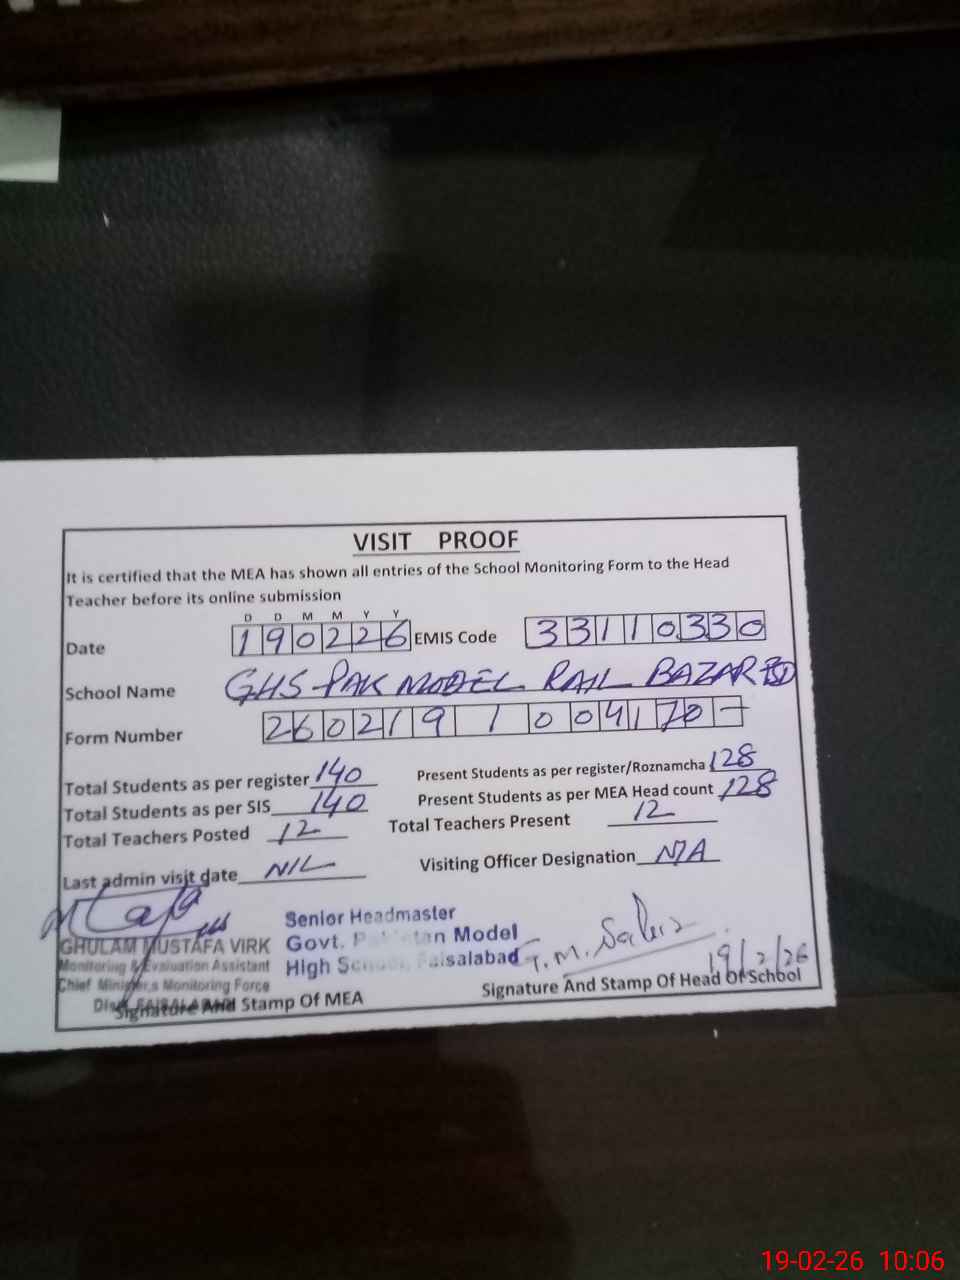 VISIT PROOF
It is certified that the MEA has shown all entries of the School Monitoring Form to the Head
Teacher before its online submission
D D M M Y Y
Date 190226 EMIS Code 33110330
School Name GHS PAK MODEL RAIL BAZAR FSD
Form Number 260219 1 004170 -
Total Students as per register 140 Present Students as per register/Roznamcha 128
Total Students as per SIS 140 Present Students as per MEA Head count 128
Total Teachers Posted 12 Total Teachers Present 12
Last admin visit date NIL Visiting Officer Designation N/A
Senior Headmaster
GHULAM MUSTAFA VIRK Govt. Pakistan Model
Monitoring & Evaluation Assistant High School, Faisalabad T.M. 19/2/26
Chief Minister,s Monitoring Force
Signature And Stamp Of MEA Signature And Stamp Of Head Of School
19-02-26 10:06